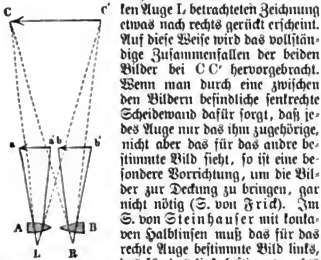 C c'
a a' b b'
A B
L R
ken Auge L betrachteten Zeichnung
etwas nach rechts gerückt erscheint.
Auf diese Weise wird das vollstän-
dige Zusammenfallen der beiden
Bilder bei C C' hervorgebracht.
Wenn man durch eine zwischen
den Bildern befindliche senkrechte
Scheidewand dafür sorgt, daß je-
des Auge nur das ihm zugehörige,
nicht aber das für das andre be-
stimmte Bild sieht, so ist eine be-
sondere Vorrichtung, um die Bil-
der zur Deckung zu bringen, gar
nicht nötig (S. von Frick). Im
S. von Steinhauser mit konka-
ven Halblinsen muß das für das
rechte Auge bestimmte Bild links,